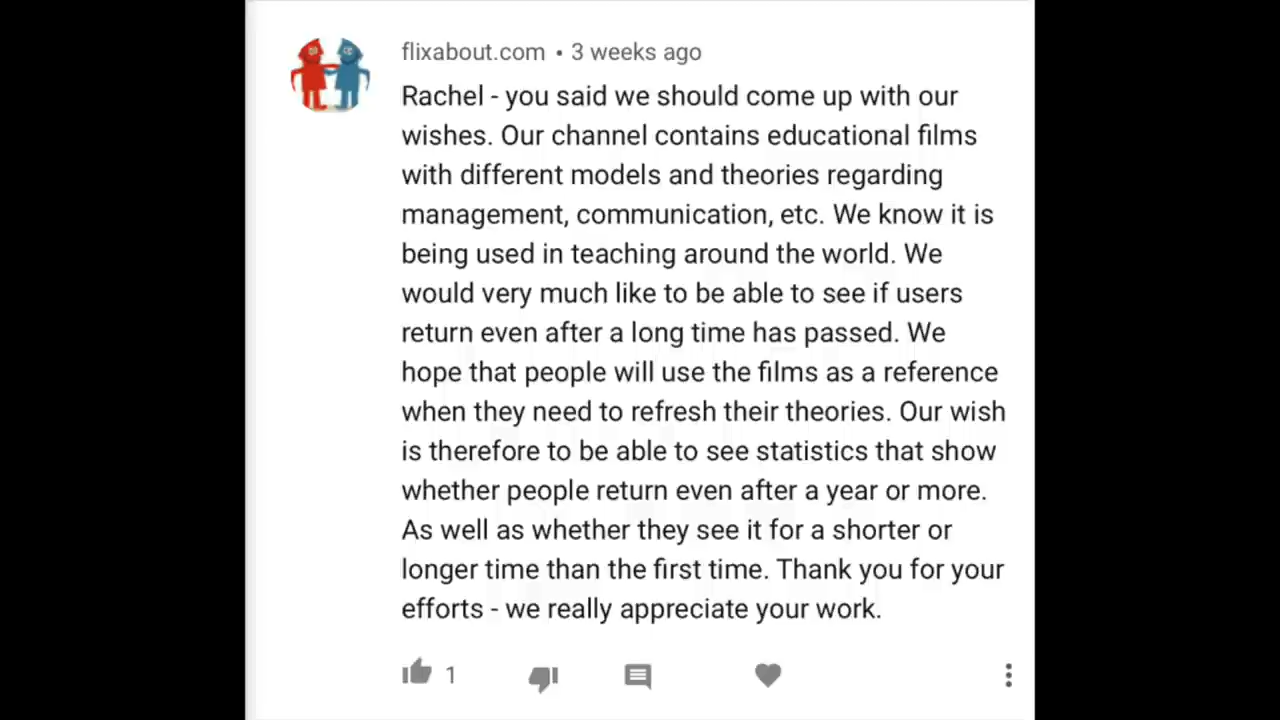 flixabout.com • 3 weeks ago
Rachel - you said we should come up with our
wishes. Our channel contains educational films
with different models and theories regarding
management, communication, etc. We know it is
being used in teaching around the world. We
would very much like to be able to see if users
return even after a long time has passed. We
hope that people will use the films as a reference
when they need to refresh their theories. Our wish
is therefore to be able to see statistics that show
whether people return even after a year or more.
As well as whether they see it for a shorter or
longer time than the first time. Thank you for your
efforts - we really appreciate your work.
1